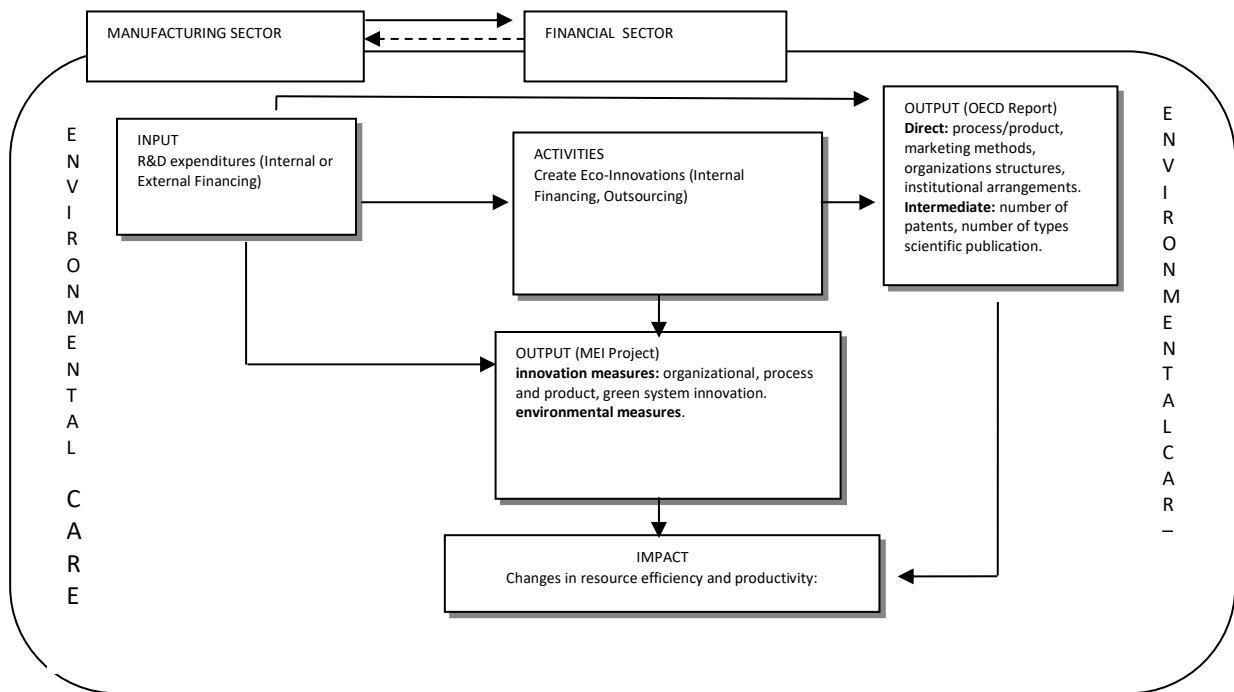 MANUFACTURING SECTOR
FINANCIAL SECTOR
ENVIRONMENTAL CARE
INPUT
R&D expenditures (Internal or
External Financing)
ACTIVITIES
Create Eco-Innovations (Internal
Financing, Outsourcing)
OUTPUT (OECD Report)
Direct: process/product,
marketing methods,
organizations structures,
institutional arrangements.
Intermediate: number of
patents, number of types
scientific publication.
ENVIRONMENTALCAR–
OUTPUT (MEI Project)
innovation measures: organizational, process
and product, green system innovation.
environmental measures.
IMPACT
Changes in resource efficiency and productivity: